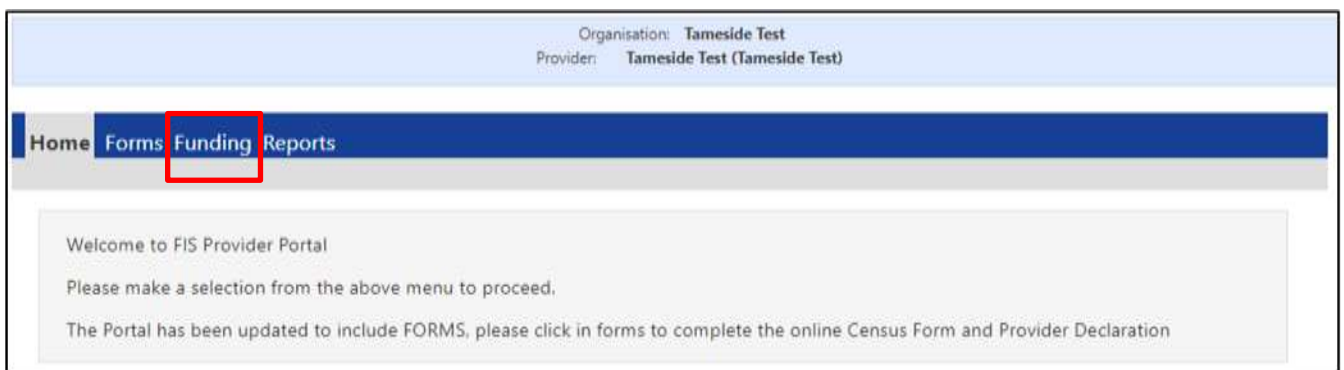 Organisation: Tameside Test
Provider: Tameside Test (Tameside Test)
Home Forms Funding Reports
Welcome to FIS Provider Portal
Please make a selection from the above menu to proceed.
The Portal has been updated to include FORMS, please click in forms to complete the online Census Form and Provider Declaration